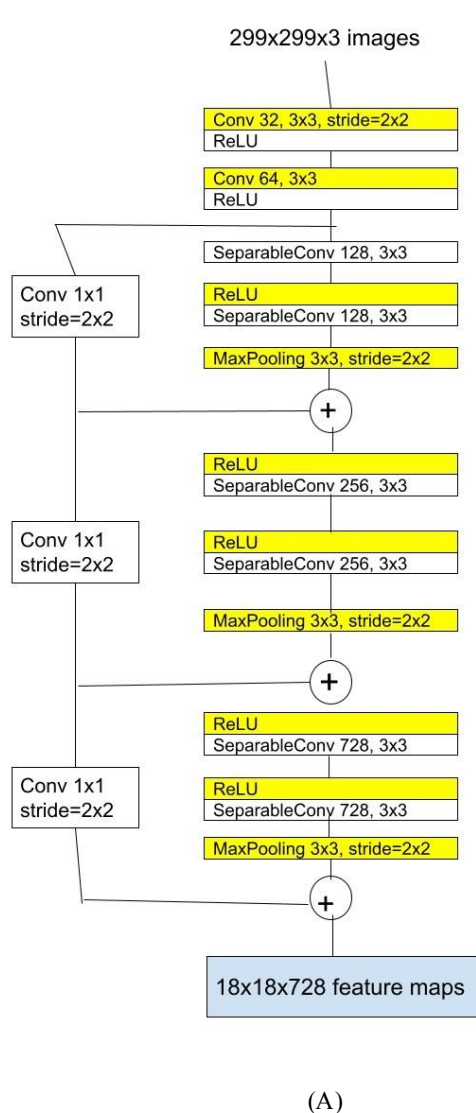 299x299x3 images
Conv 32, 3x3, stride=2x2
ReLU
Conv 64, 3x3
ReLU
SeparableConv 128, 3x3
Conv 1x1
stride=2x2
ReLU
SeparableConv 128, 3x3
MaxPooling 3x3, stride=2x2
+
ReLU
SeparableConv 256, 3x3
Conv 1x1
stride=2x2
ReLU
SeparableConv 256, 3x3
MaxPooling 3x3, stride=2x2
+
ReLU
SeparableConv 728, 3x3
Conv 1x1
stride=2x2
ReLU
SeparableConv 728, 3x3
MaxPooling 3x3, stride=2x2
+
18x18x728 feature maps
(A)